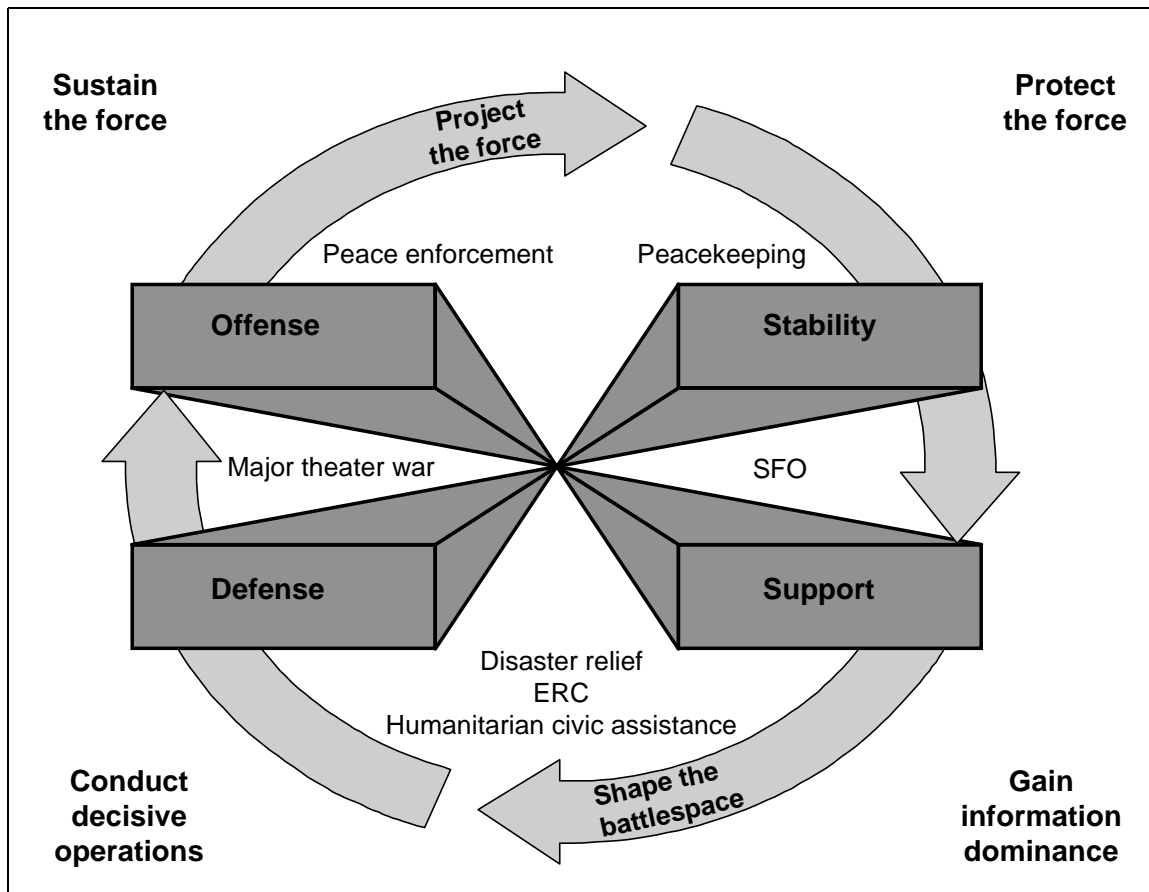 Sustain
the force
Project
the force
Protect
the force
Peace enforcement
Peacekeeping
Offense
Stability
Major theater war
SFO
Defense
Support
Disaster relief
ERC
Humanitarian civic assistance
Conduct
decisive
operations
Shape the
battlespace
Gain
information
dominance